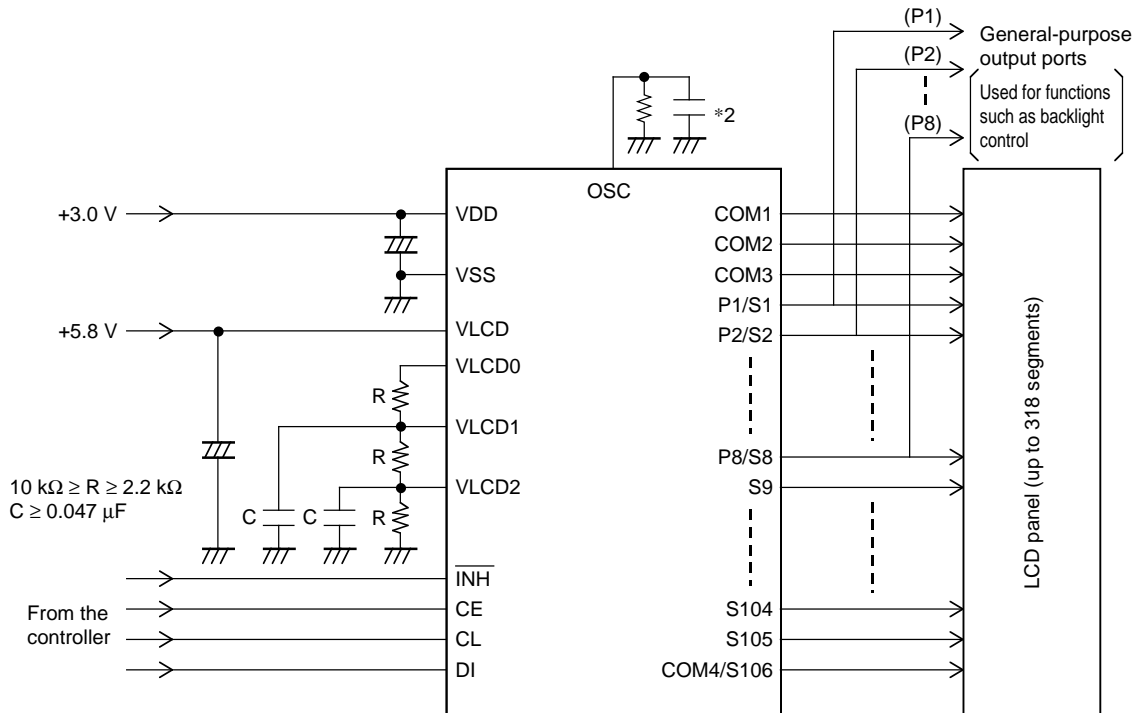 (P1)
General-purpose
output ports
(P2)
Used for functions
such as backlight
control
(P8)
∗2
OSC
+3.0 V
VDD
VSS
+5.8 V
VLCD
VLCD0
R
VLCD1
R
VLCD2
R
C
C
10 kΩ ≥ R ≥ 2.2 kΩ
C ≥ 0.047 μF
INH
From the
controller
CE
CL
DI
COM1
COM2
COM3
P1/S1
P2/S2
P8/S8
S9
S104
S105
COM4/S106
LCD panel (up to 318 segments)